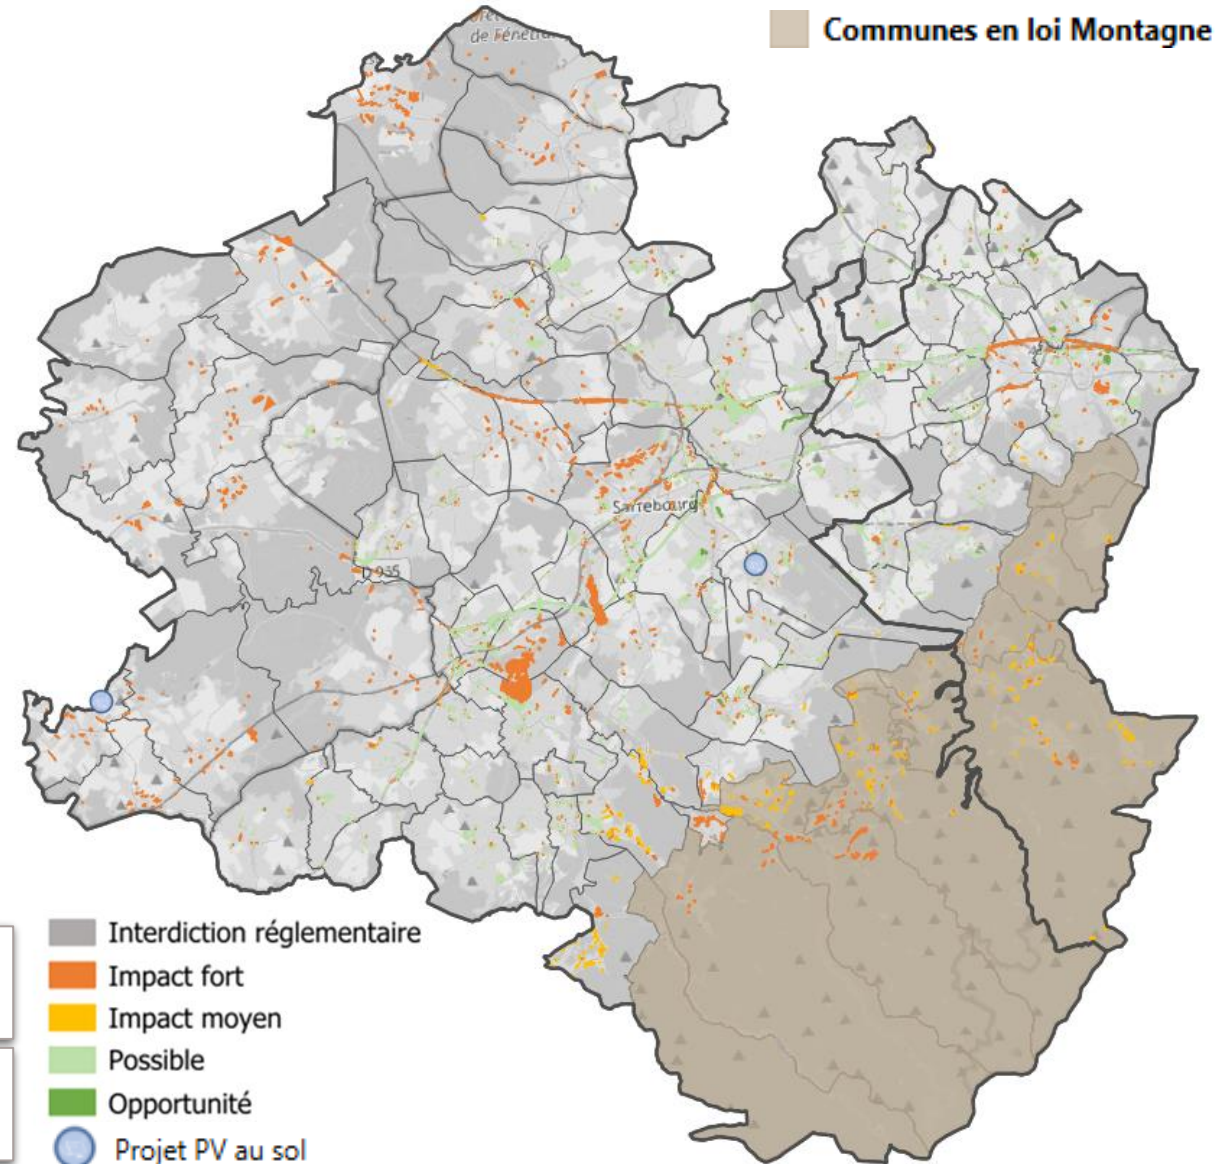 de Fénétra
Communes en loi Montagne
Sarrebourg
D 955
Interdiction réglementaire
Impact fort
Impact moyen
Possible
Opportunité
Projet PV au sol